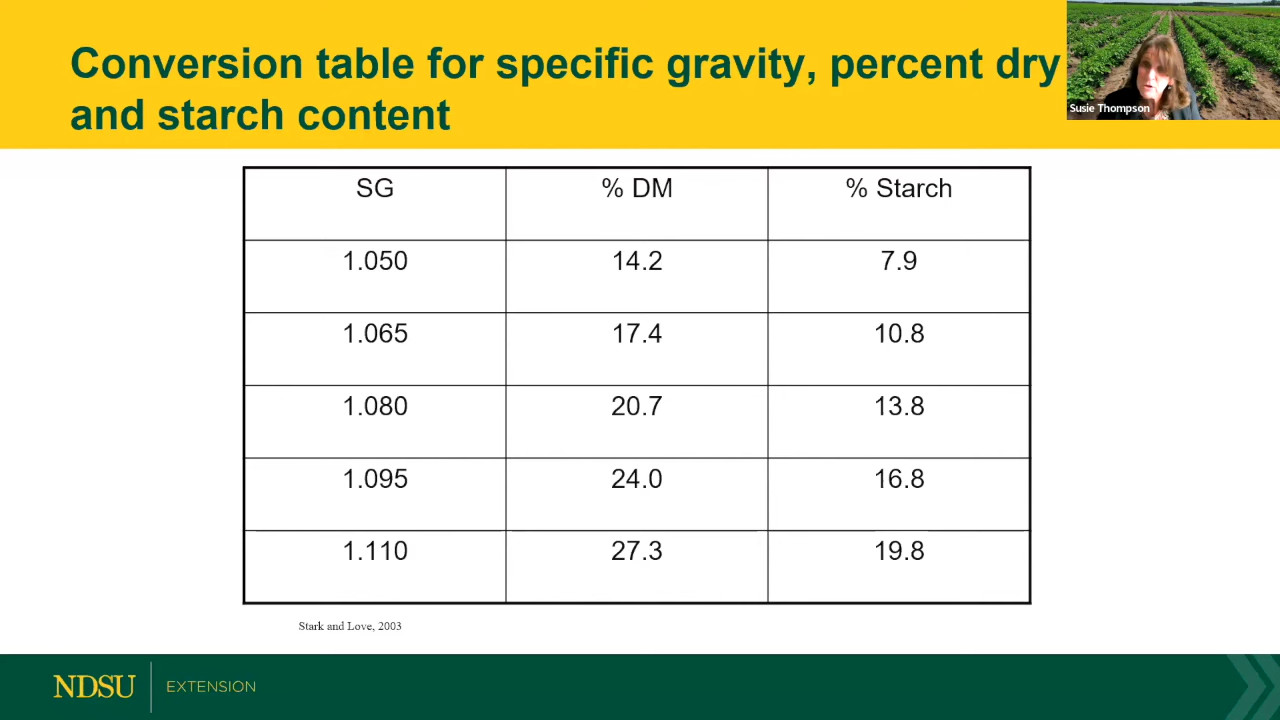 Conversion table for specific gravity, percent dry
and starch content
Susie Thompson
SG % DM % Starch
1.050 14.2 7.9
1.065 17.4 10.8
1.080 20.7 13.8
1.095 24.0 16.8
1.110 27.3 19.8
Stark and Love, 2003
NDSU EXTENSION